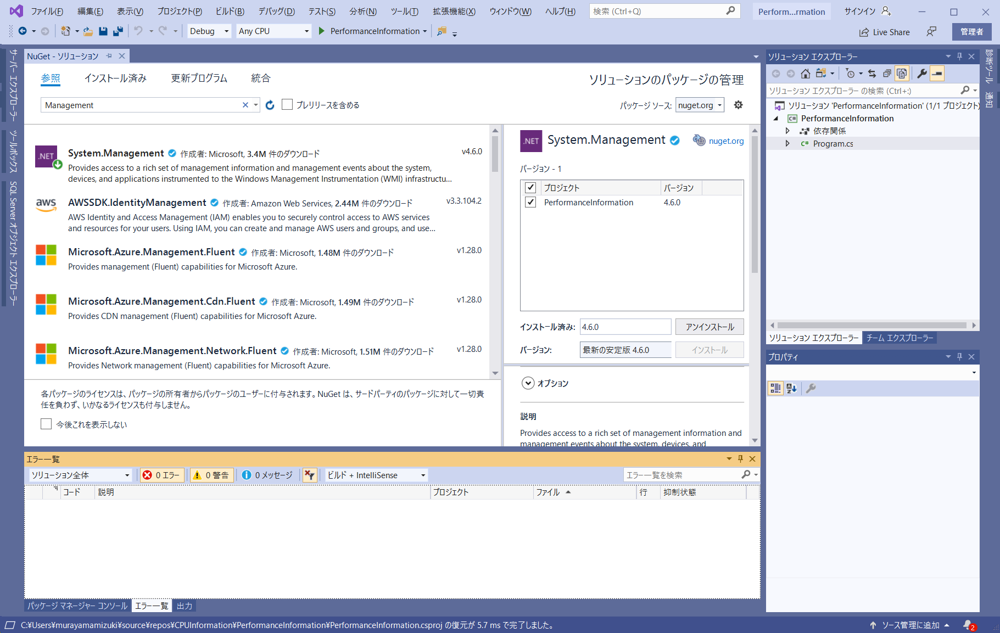 ファイル(F) 編集(E) 表示(V) プロジェクト(P) ビルド(B) デバッグ(D) テスト(S) 分析(N) ツール(T) 拡張機能(X) ウィンドウ(W) ヘルプ(H) 検索 (Ctrl+Q) Perform...rmation サインイン
Debug Any CPU PerformanceInformation Live Share 管理者
サーバー エクスプローラー
ツールボックス
SQL Server オブジェクト エクスプローラー
NuGet - ソリューション
参照 インストール済み 更新プログラム 統合 ソリューションのパッケージの管理
Management プレリリースを含める パッケージ ソース: nuget.org
.NET
System.Management 作成者: Microsoft, 3.4M 件のダウンロード v4.6.0
Provides access to a rich set of management information and management events about the system,
devices, and applications instrumented to the Windows Management Instrumentation (WMI) infrastructu...
aws
AWSSDK.IdentityManagement 作成者: Amazon Web Services, 2.44M 件のダウンロード v3.3.104.2
AWS Identity and Access Management (IAM) enables you to securely control access to AWS services
and resources for your users. Using IAM, you can create and manage AWS users and groups, and use...
Microsoft.Azure.Management.Fluent 作成者: Microsoft, 1.48M 件のダウンロード v1.28.0
Provides management (Fluent) capabilities for Microsoft Azure.
Microsoft.Azure.Management.Cdn.Fluent 作成者: Microsoft, 1.49M 件のダウンロード v1.28.0
Provides CDN management (Fluent) capabilities for Microsoft Azure.
Microsoft.Azure.Management.Network.Fluent 作成者: Microsoft, 1.51M 件のダウンロード v1.28.0
Provides Network management (Fluent) capabilities for Microsoft Azure.
各パッケージのライセンスは、パッケージの所有者からパッケージのユーザーに付与されます。NuGet は、サードパーティのパッケージに対して一切責
任を負わず、いかなるライセンスも付与しません。
今後これを表示しない
.NET System.Management nuget.org
バージョン - 1
プロジェクト バージョン
PerformanceInformation 4.6.0
インストール済み: 4.6.0 アンインストール
バージョン: 最新の安定版 4.6.0 インストール
オプション
説明
Provides access to a rich set of management information and
management events about the system, devices, and
エラー一覧
ソリューション全体 0 エラー 0 警告 0 メッセージ ビルド + IntelliSense エラー一覧を検索
コード 説明 プロジェクト ファイル 行 抑制状態
パッケージ マネージャー コンソール エラー一覧 出力
ソリューション エクスプローラー
ソリューション エクスプローラー の検索 (Ctrl+;)
ソリューション 'PerformanceInformation' (1/1 プロジェクト)
C# PerformanceInformation
依存関係
C# Program.cs
ソリューション エクスプローラー チーム エクスプローラー
プロパティ
診断ツール
通知
C:¥Users¥murayamamizuki¥source¥repos¥CPUInformation¥PerformanceInformation¥PerformanceInformation.csproj の復元が 5.7 ms で完了しました。 ソース管理に追加 2